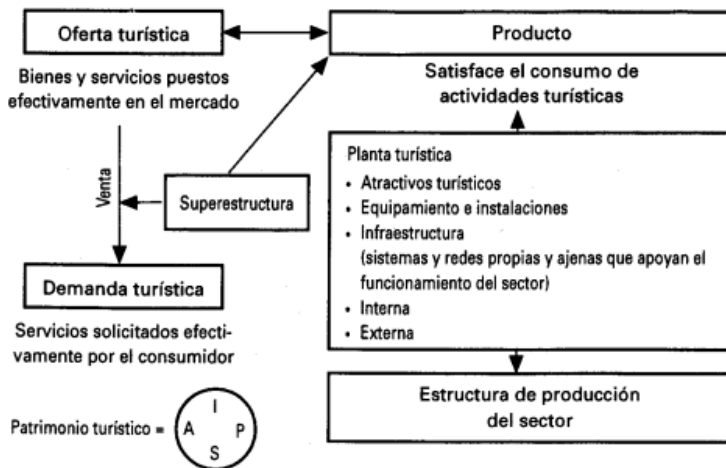 Oferta turística
Bienes y servicios puestos
efectivamente en el mercado
Venta
Superestructura
Demanda turística
Servicios solicitados efecti-
vamente por el consumidor
Patrimonio turístico =
I
A P
S
Producto
Satisface el consumo de
actividades turísticas
Planta turística
• Atractivos turísticos
• Equipamiento e instalaciones
• Infraestructura
(sistemas y redes propias y ajenas que apoyan el
funcionamiento del sector)
• Interna
• Externa
Estructura de producción
del sector